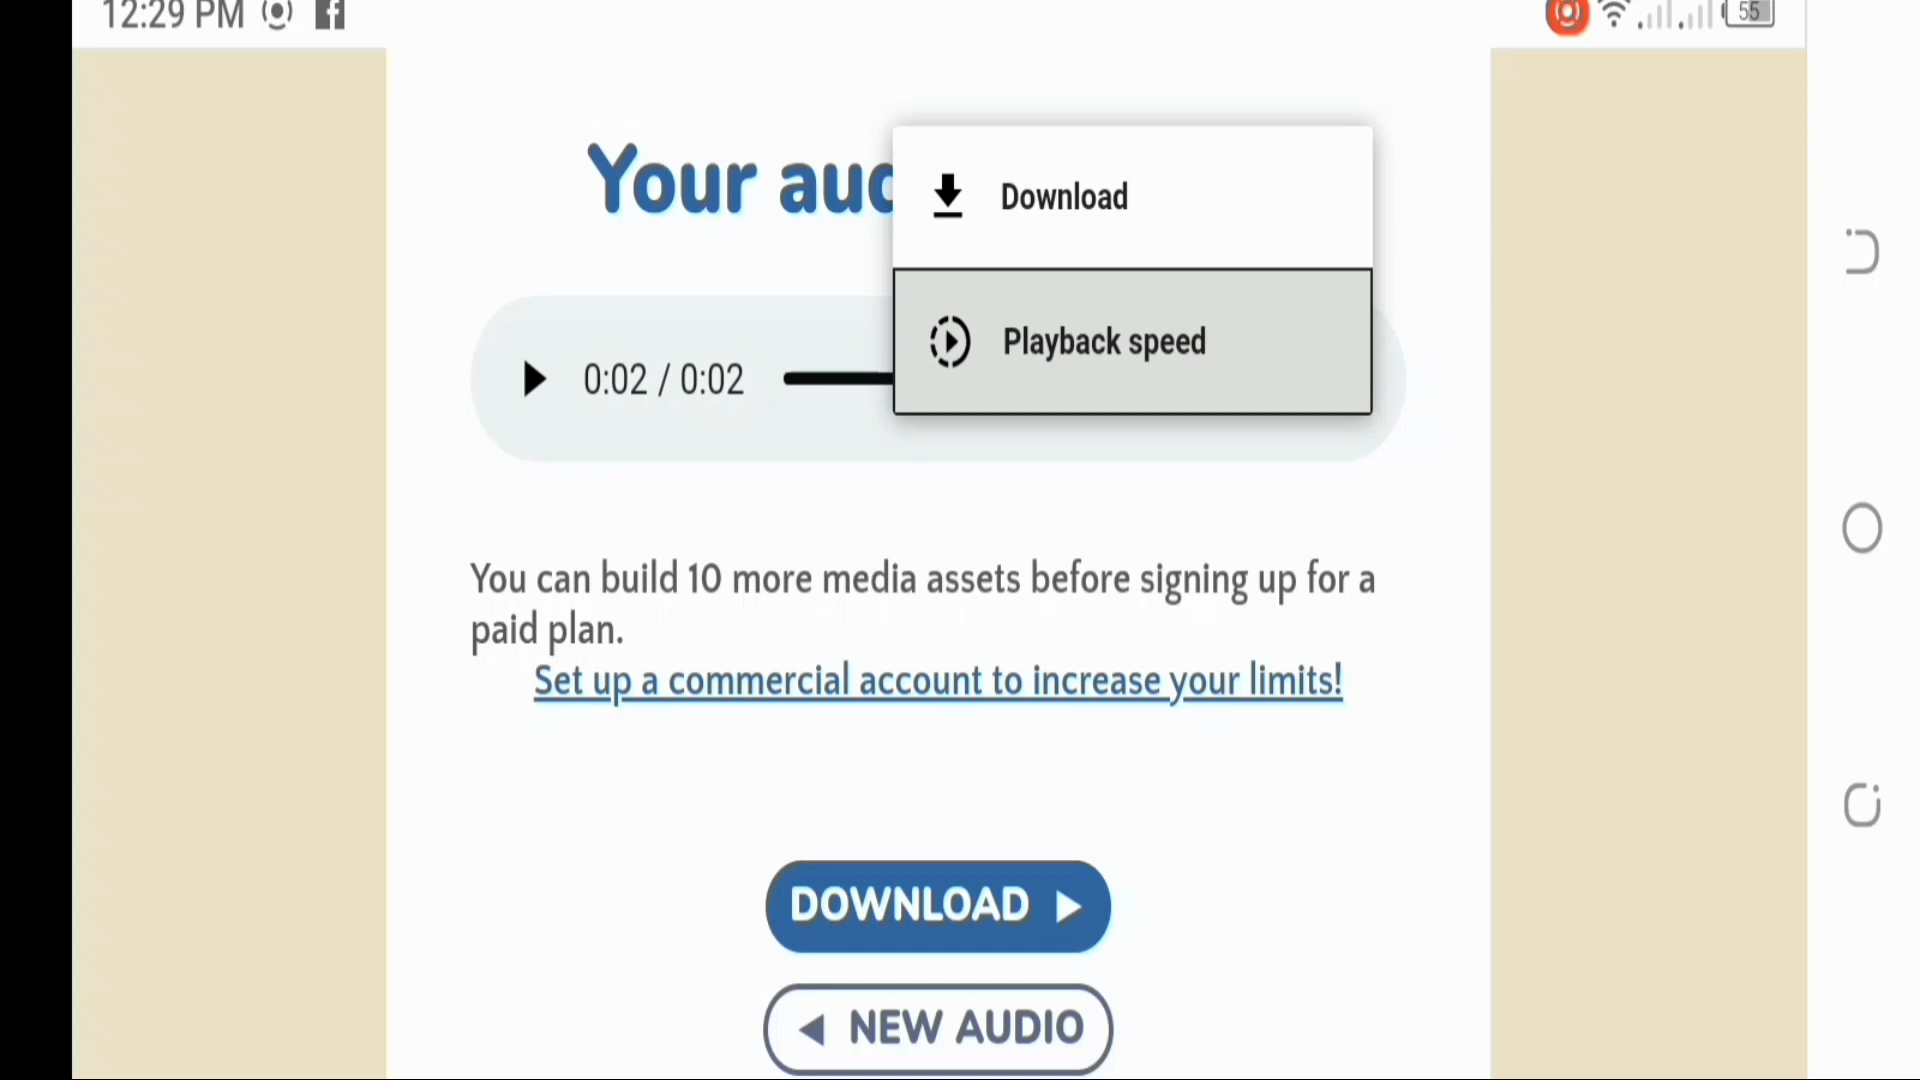 12:29 PM
55
Your
Download
Playback speed
0:02 / 0:02
You can build 10 more media assets before signing up for a
paid plan.
Set up a commercial account to increase your limits!
DOWNLOAD
NEW AUDIO